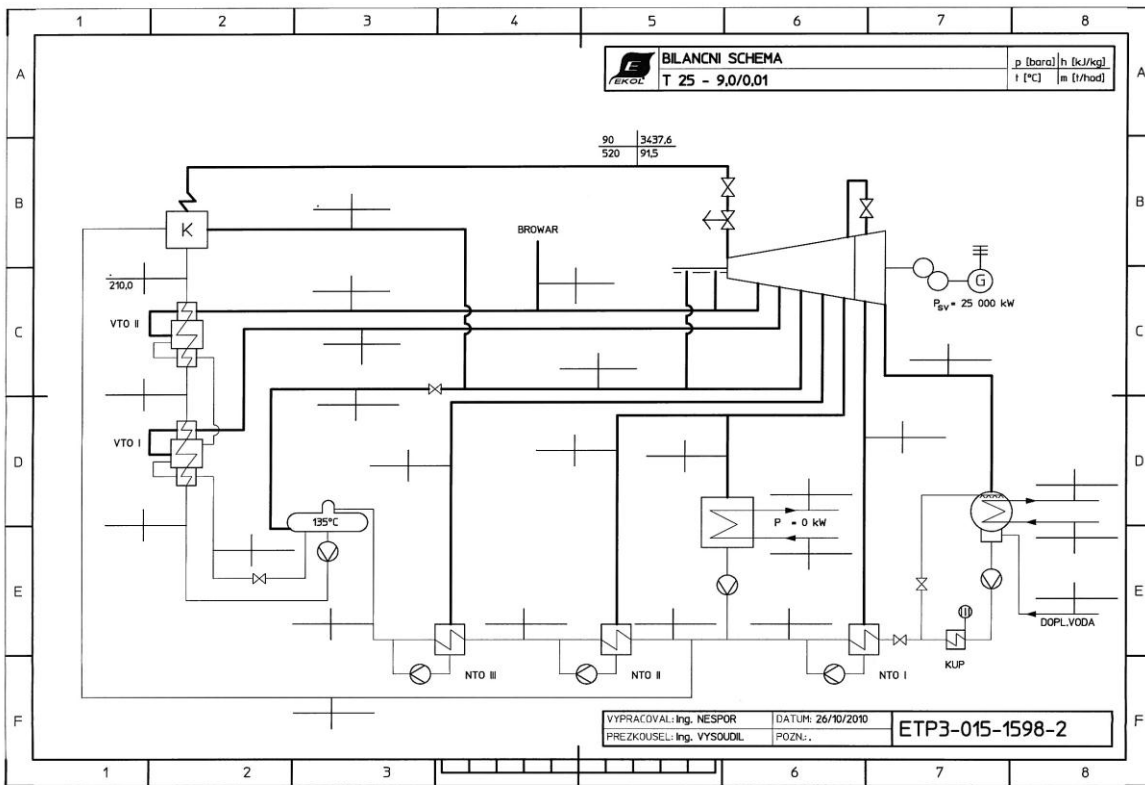 1 2 3 4 5 6 7 8
A
BILANCNI SCHEMA
p [bara] h [kJ/kg]
A
EKOL
T 25 - 9,0/0,01
t [°C] m [t/hod]
90 3437,6
520 91,5
B
K
BROWAR
B
210,0
G
P_SV = 25 000 kW
C
VTO II
C
D
VTO I
D
135°C
P = 0 kW
E
E
DOPL.VODA
NTO III
NTO II
NTO I
KUP
F
VYPRACOVAL: Ing. NESPOR
DATUM: 26/10/2010
ETP3-015-1598-2
F
PREZKOUSEL: Ing. VYSOUDIL
POZN.: .
1 2 3 4 5 6 7 8